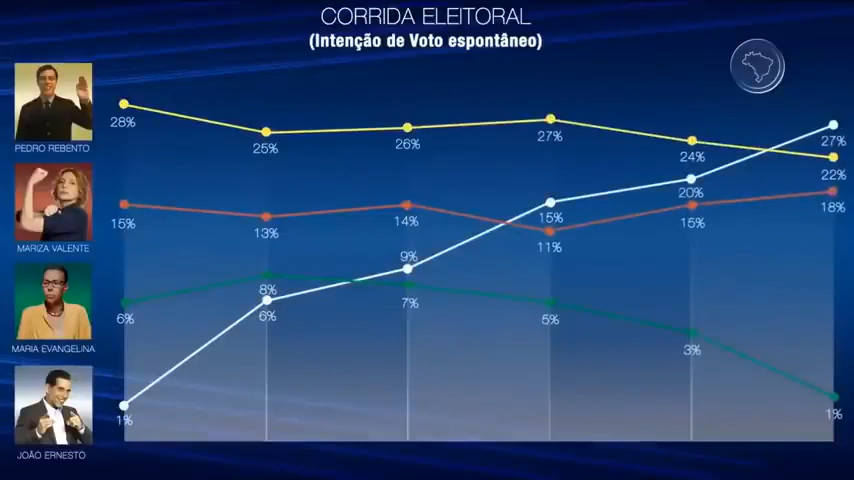 CORRIDA ELEITORAL
(Intenção de Voto espontâneo)
PEDRO REBENTO
MARIZA VALENTE
MARIA EVANGELINA
JOÃO ERNESTO
28% 25% 26% 27% 24% 22%
15% 13% 14% 11% 15% 18%
6% 8% 7% 5% 3% 1%
1% 6% 9% 15% 20% 27%